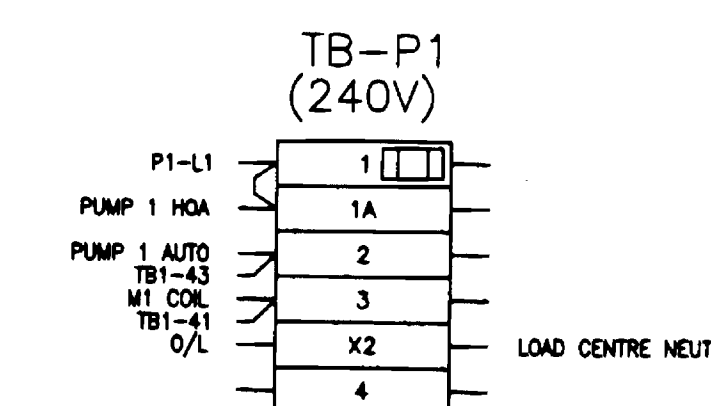 TB-P1
(240V)
P1-L1 1
PUMP 1 HOA 1A
PUMP 1 AUTO 2
TB1-43
M1 COIL 3
TB1-41
O/L X2 LOAD CENTRE NEUT
4